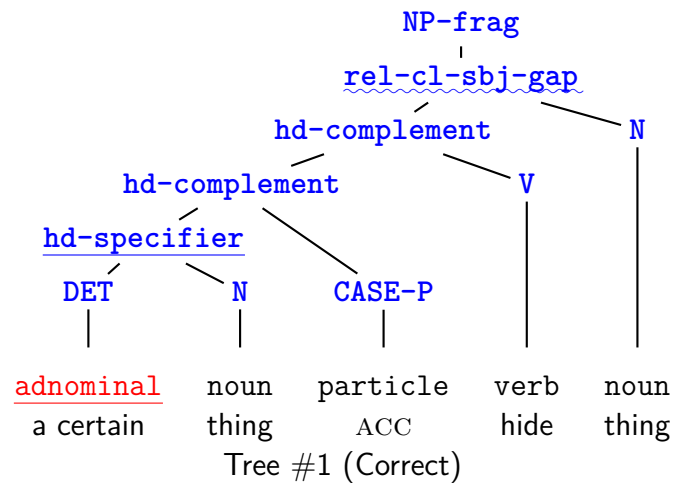 NP-frag
rel-cl-sbj-gap
hd-complement N
hd-complement V
hd-specifier
DET N CASE-P
adnominal noun particle verb noun
a certain thing ACC hide thing
Tree #1 (Correct)